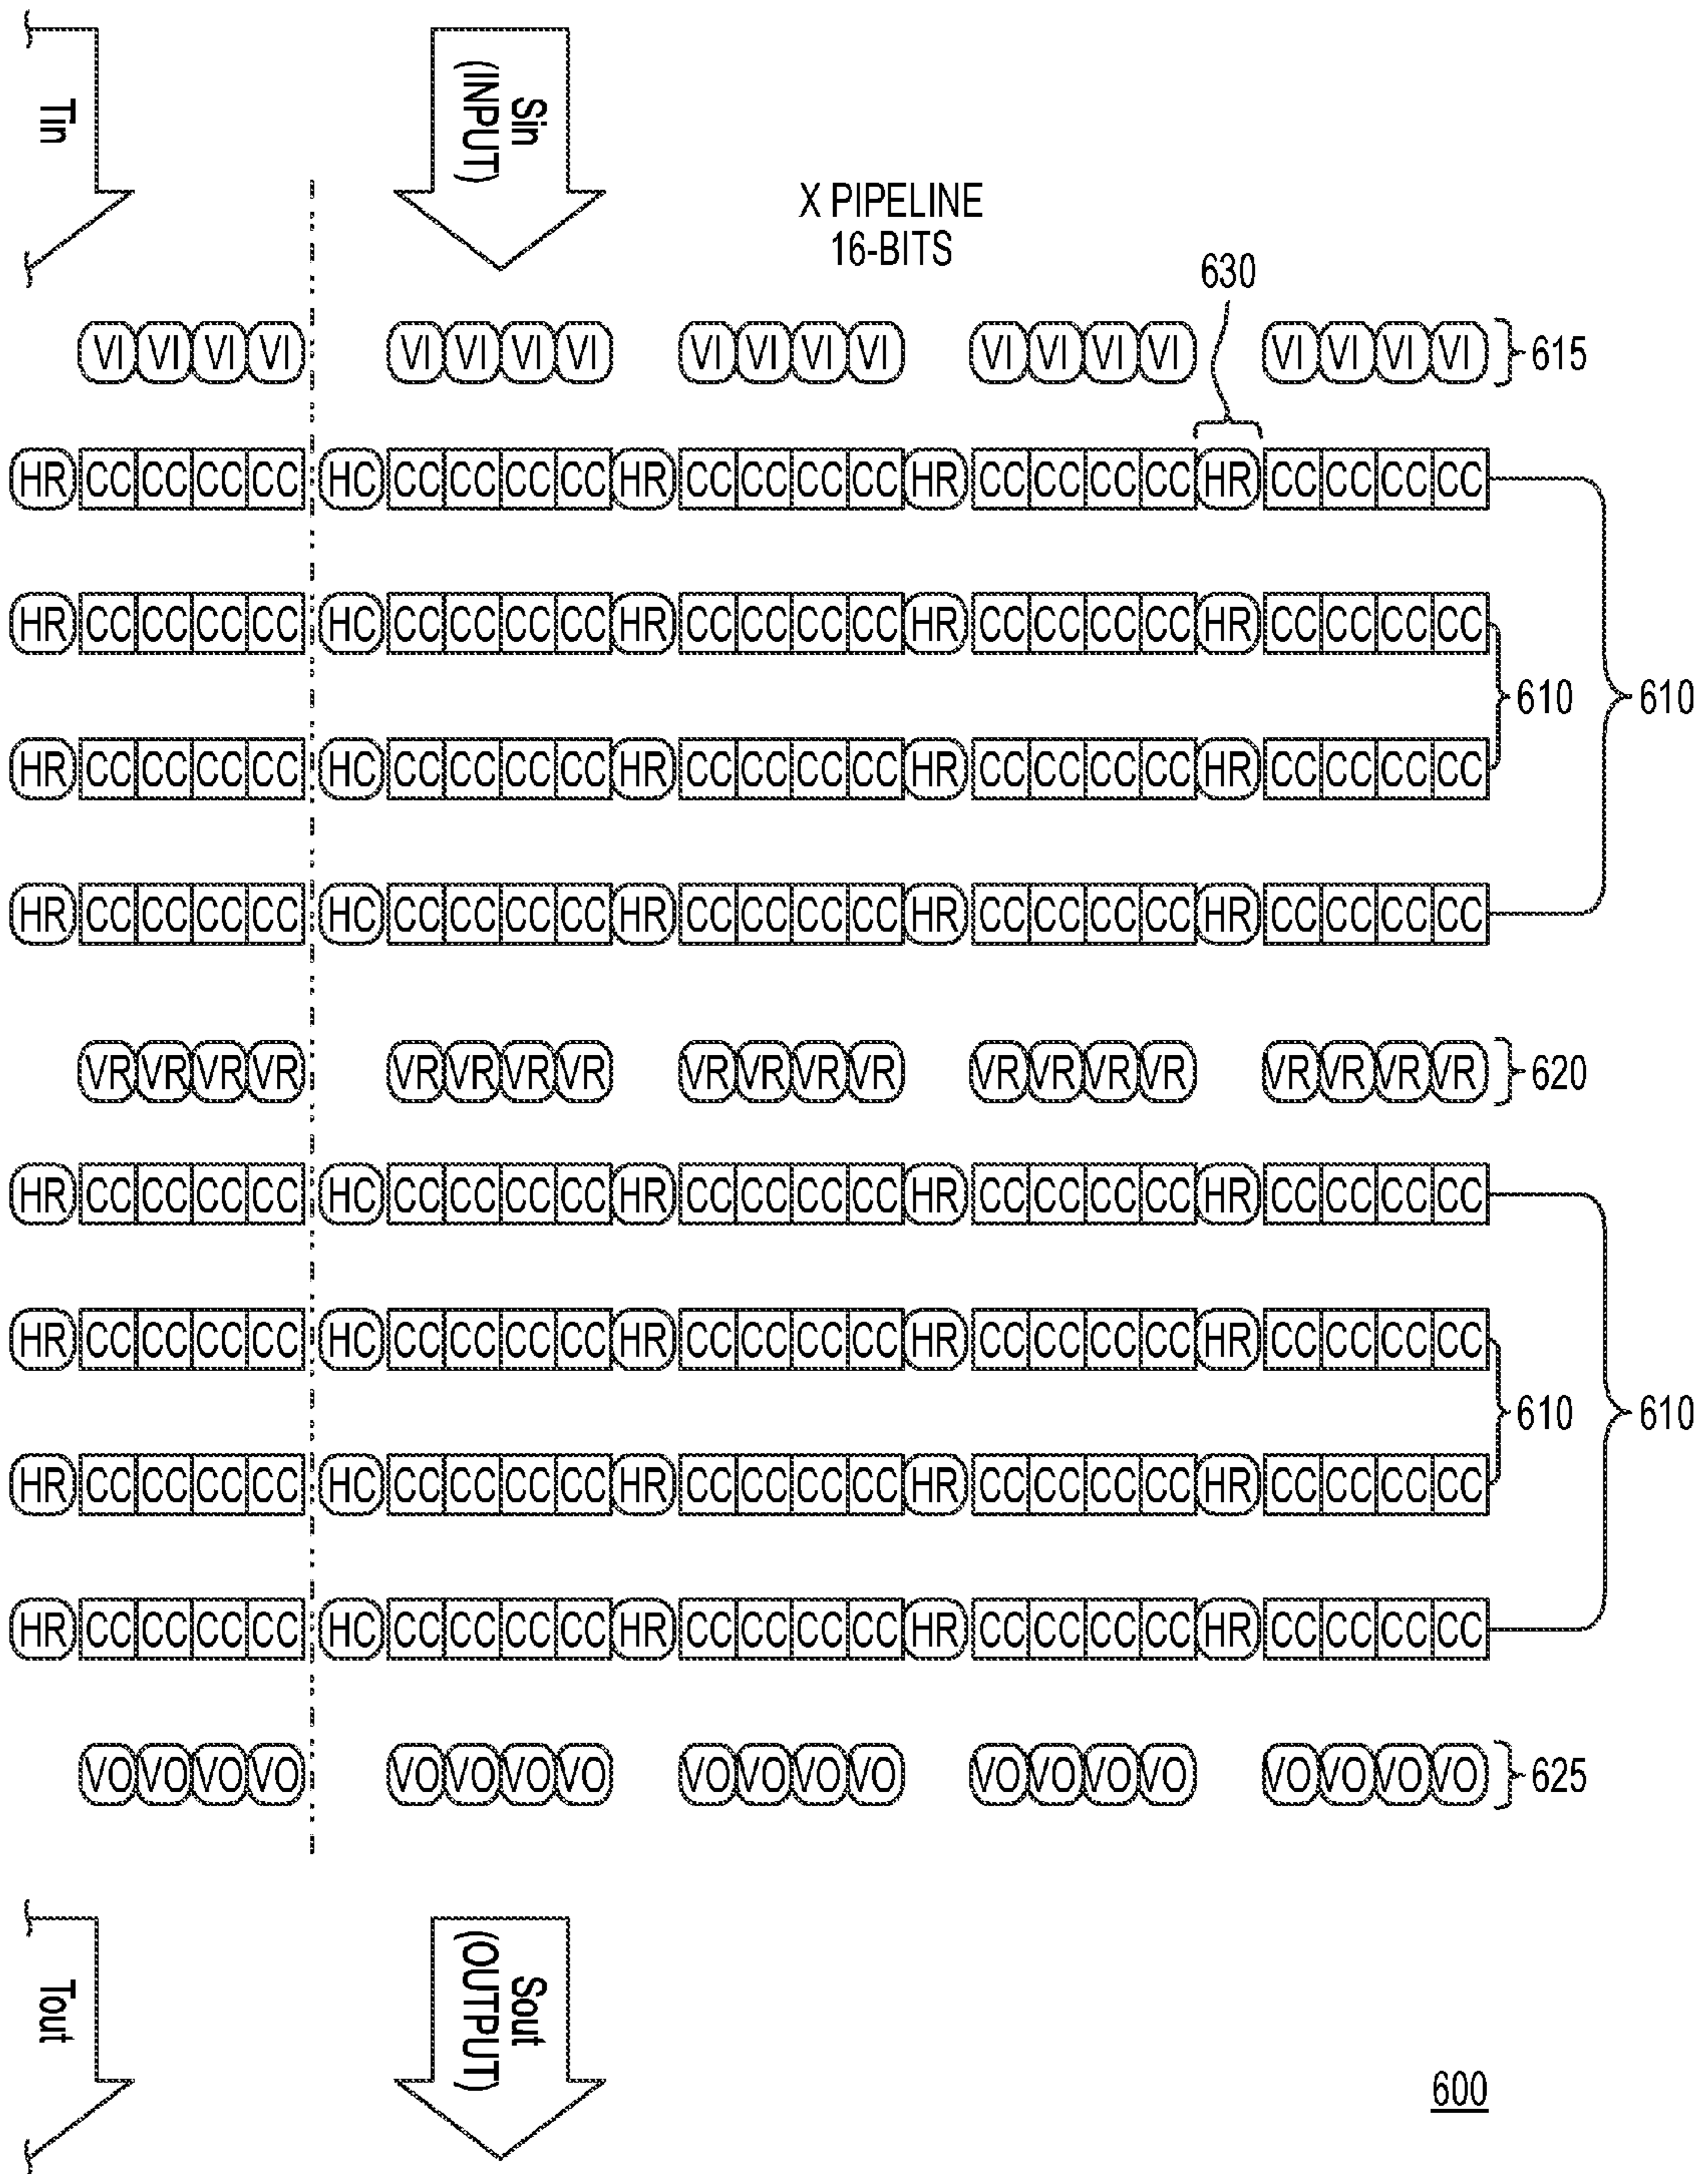 Tin
Sin
(INPUT)
X PIPELINE
16-BITS
630
VI VI VI VI VI VI VI VI VI VI VI VI VI VI VI VI VI VI VI VI 615
HR CC CC CC CC HC CC CC CC CC HR CC CC CC CC HR CC CC CC CC HR CC CC CC CC
HR CC CC CC CC HC CC CC CC CC HR CC CC CC CC HR CC CC CC CC HR CC CC CC CC
610 610
HR CC CC CC CC HC CC CC CC CC HR CC CC CC CC HR CC CC CC CC HR CC CC CC CC
HR CC CC CC CC HC CC CC CC CC HR CC CC CC CC HR CC CC CC CC HR CC CC CC CC
VR VR VR VR VR VR VR VR VR VR VR VR VR VR VR VR VR VR VR VR 620
HR CC CC CC CC HC CC CC CC CC HR CC CC CC CC HR CC CC CC CC HR CC CC CC CC
HR CC CC CC CC HC CC CC CC CC HR CC CC CC CC HR CC CC CC CC HR CC CC CC CC
610 610
HR CC CC CC CC HC CC CC CC CC HR CC CC CC CC HR CC CC CC CC HR CC CC CC CC
HR CC CC CC CC HC CC CC CC CC HR CC CC CC CC HR CC CC CC CC HR CC CC CC CC
VO VO VO VO VO VO VO VO VO VO VO VO VO VO VO VO VO VO VO VO 625
Tout
Sout
(OUTPUT)
600